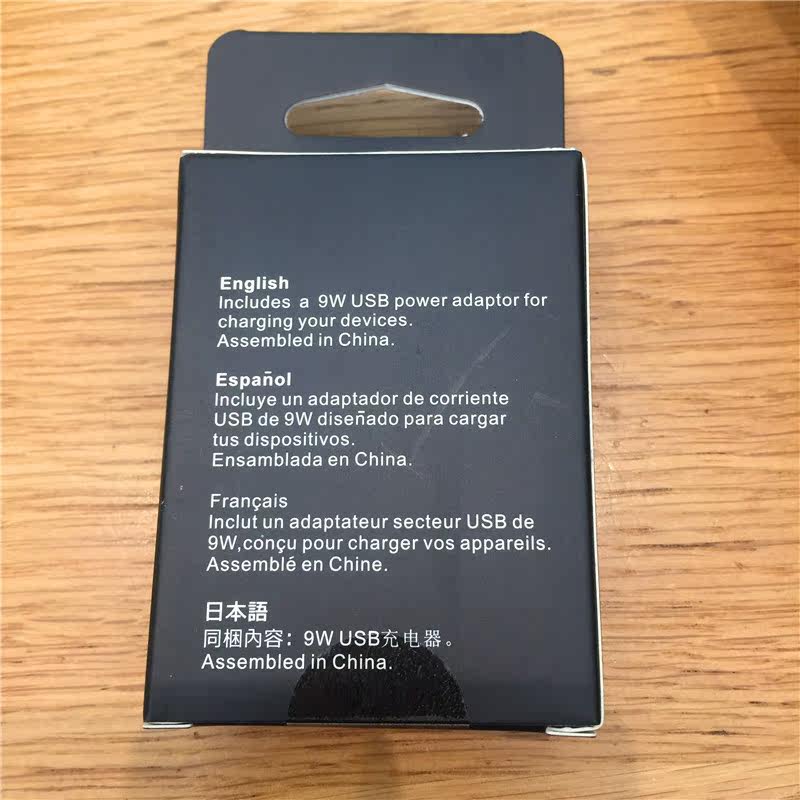 English
Includes a 9W USB power adaptor for
charging your devices.
Assembled in China.
Español
Incluye un adaptador de corriente
USB de 9W diseñado para cargar
tus dispositivos.
Ensamblada en China.
Français
Inclut un adaptateur secteur USB de
9W,conçu pour charger vos appareils.
Assemblé en Chine.
日本語
同梱內容：9W USB充电器。
Assembled in China.